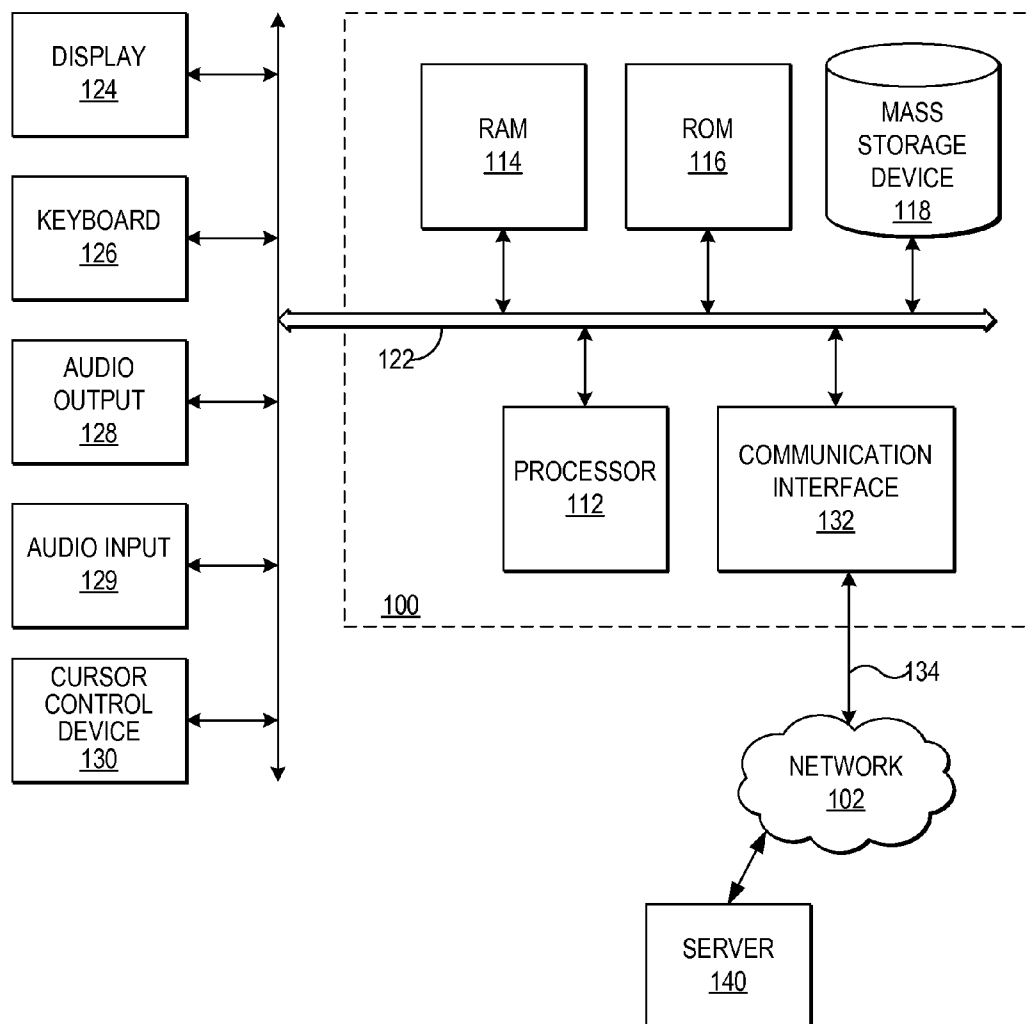 DISPLAY
124
KEYBOARD
126
AUDIO
OUTPUT
128
AUDIO INPUT
129
CURSOR
CONTROL
DEVICE
130
RAM
114
ROM
116
MASS
STORAGE
DEVICE
118
122
PROCESSOR
112
COMMUNICATION
INTERFACE
132
100
134
NETWORK
102
SERVER
140